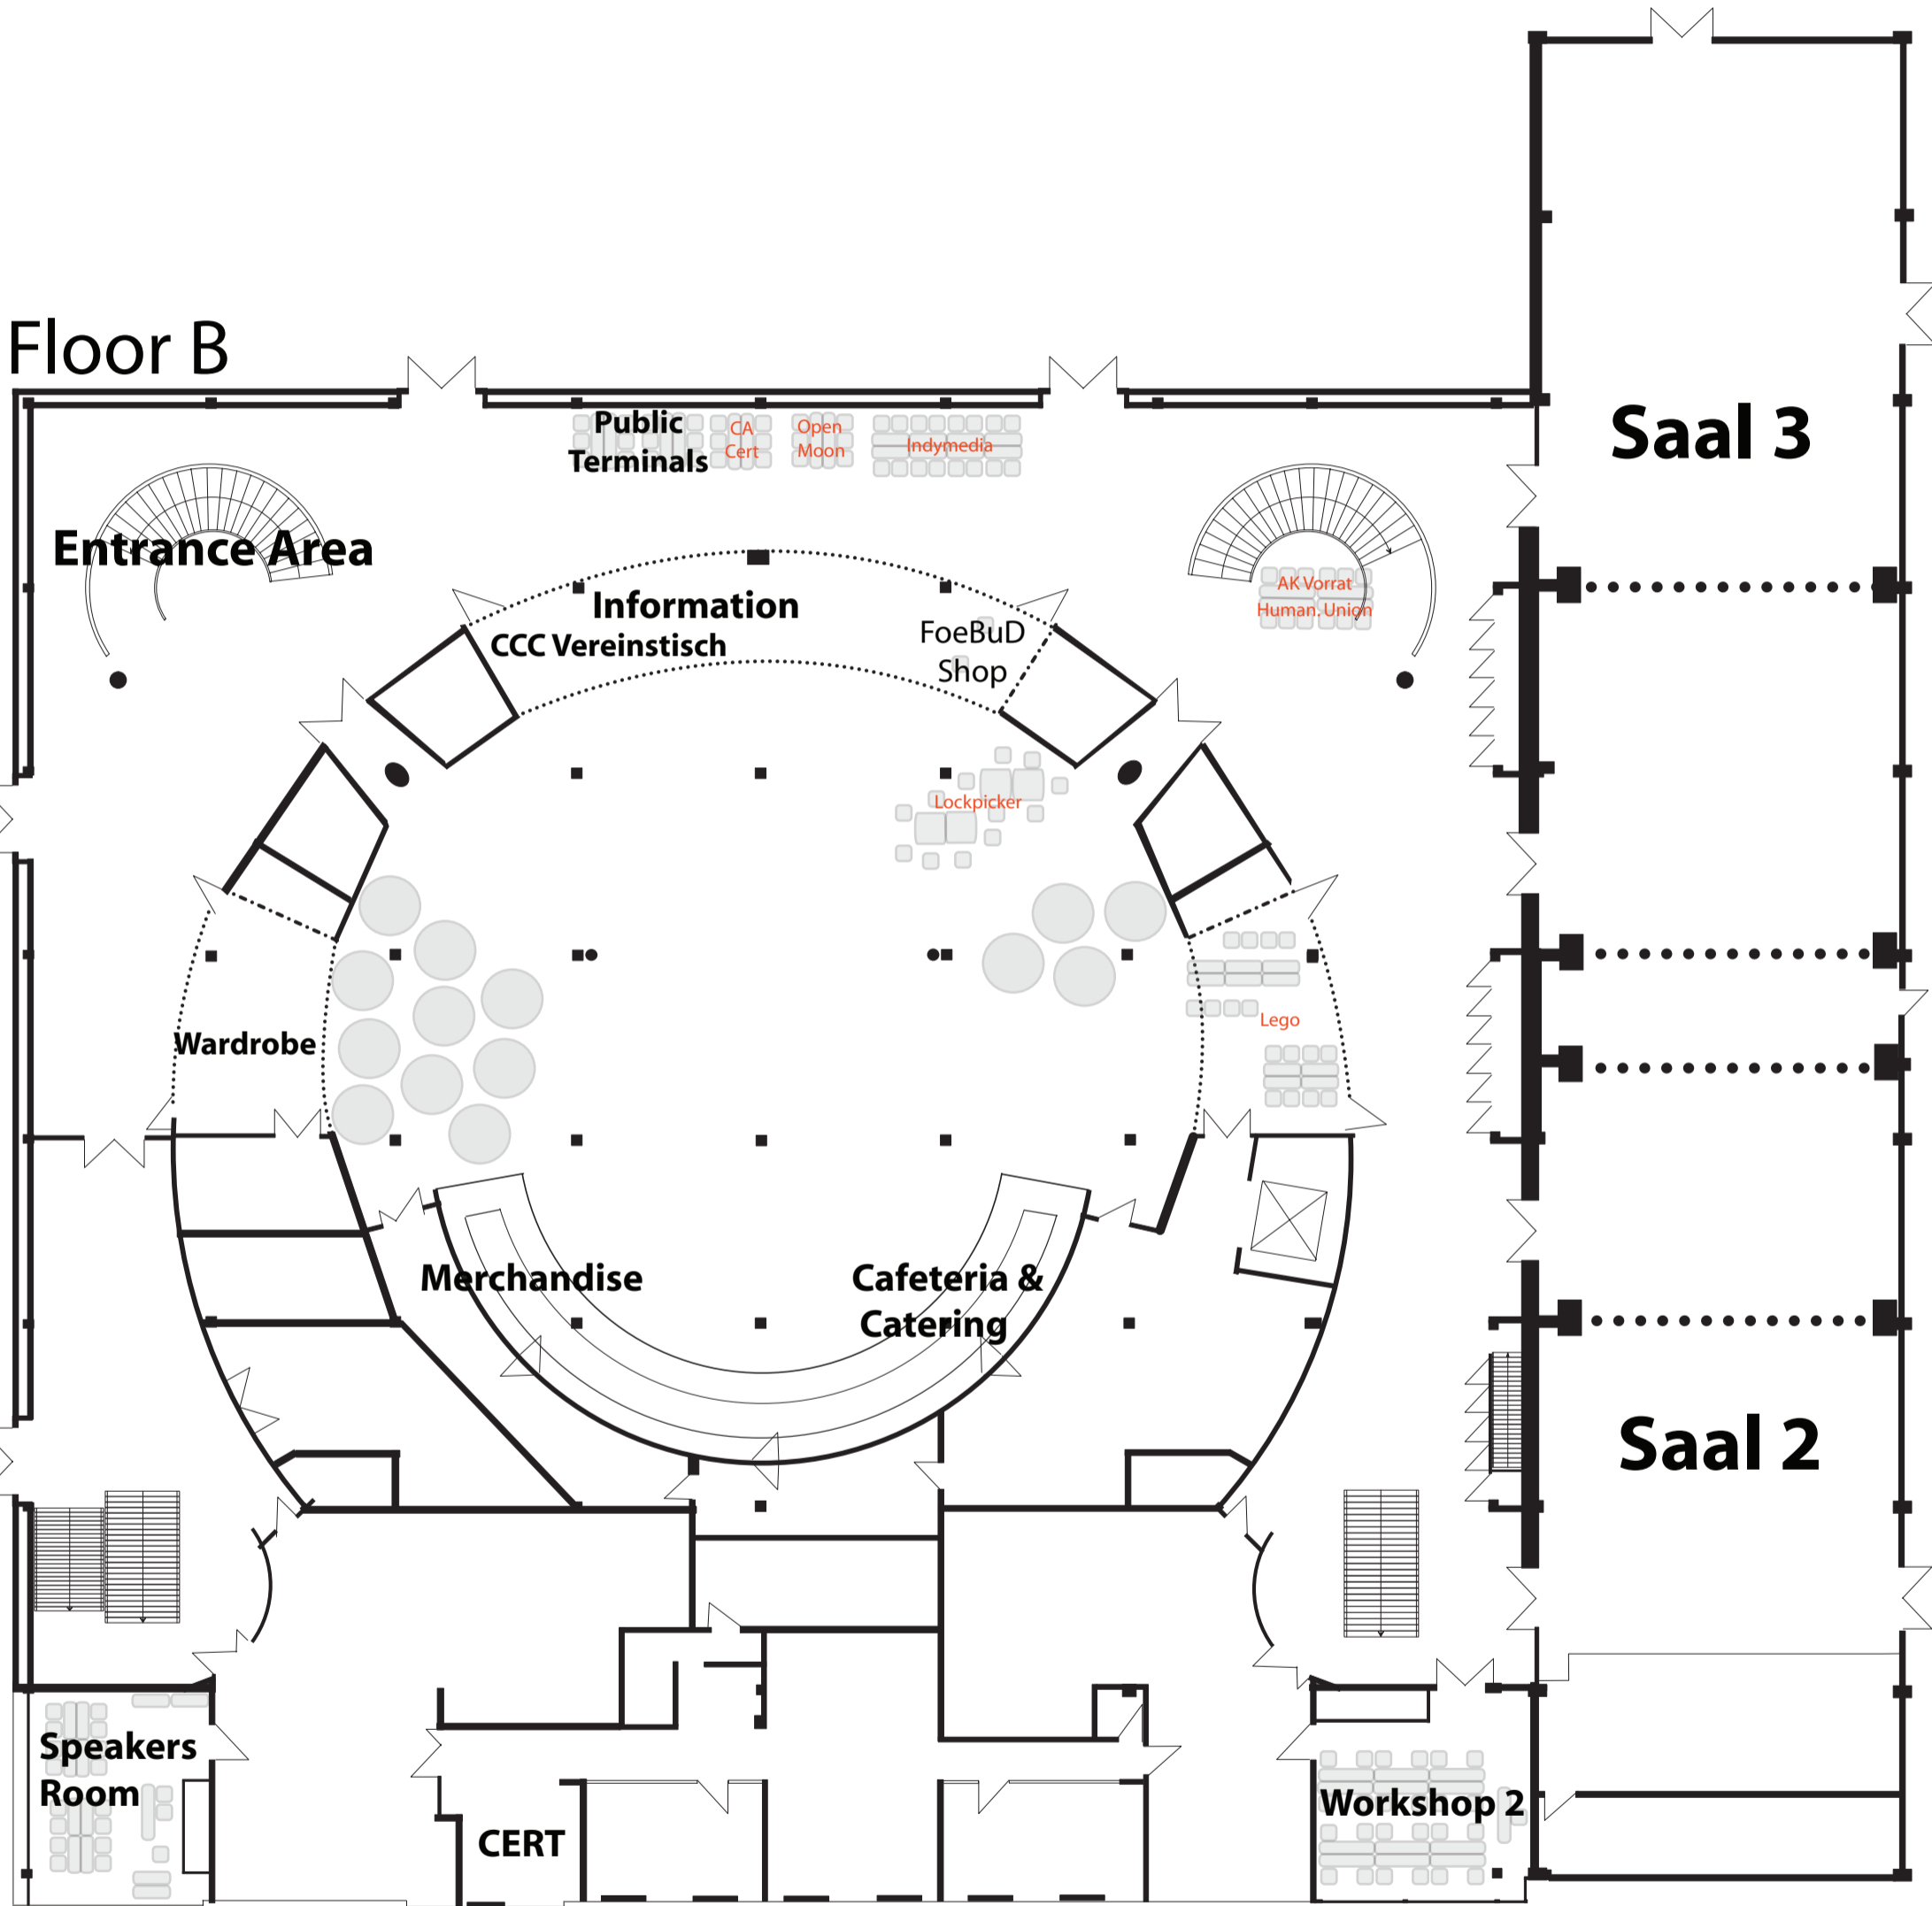 Floor B
Saal 3
Public
Terminals
CA
Cert
Open
Moon
Indymedia
Entrance Area
AK Vorrat
Human. Union
Information
CCC Vereinstisch
FoeBuD
Shop
Lockpicker
Lego
Wardrobe
Merchandise
Cafeteria &
Catering
Saal 2
Speakers
Room
Workshop 2
CERT